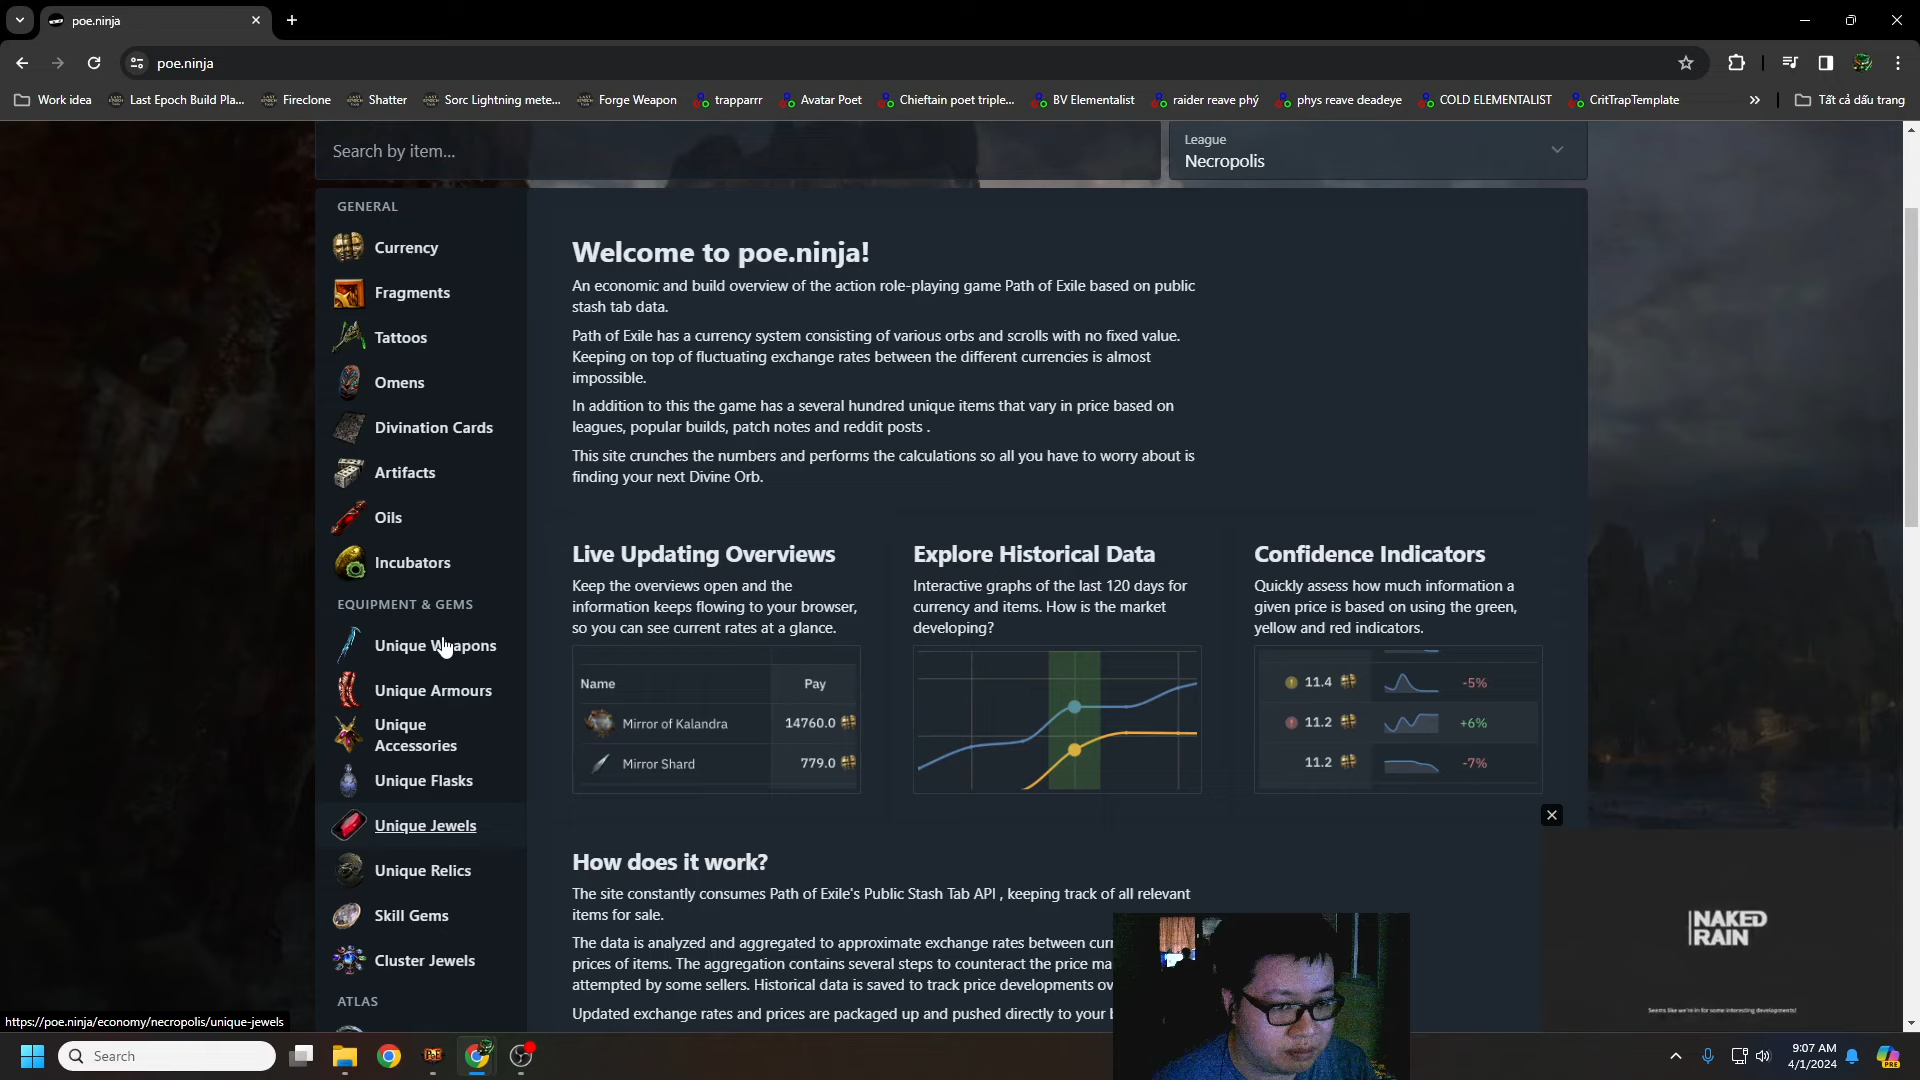 poe.ninja
poe.ninja
Work idea
Last Epoch Build Pla...
Fireclone
Shatter
Sorc Lightning mete...
Forge Weapon
trapparrr
Avatar Poet
Chieftain poet triple...
BV Elementalist
raider reave phý
phys reave deadeye
COLD ELEMENTALIST
CritTrapTemplate
»
Tất cả dấu trang
Search by item...
League
Necropolis
GENERAL
Currency
Fragments
Tattoos
Omens
Divination Cards
Artifacts
Oils
Incubators
EQUIPMENT & GEMS
Unique Weapons
Unique Armours
Unique
Accessories
Unique Flasks
Unique Jewels
Unique Relics
Skill Gems
Cluster Jewels
ATLAS
Welcome to poe.ninja!
An economic and build overview of the action role-playing game Path of Exile based on public
stash tab data.
Path of Exile has a currency system consisting of various orbs and scrolls with no fixed value.
Keeping on top of fluctuating exchange rates between the different currencies is almost
impossible.
In addition to this the game has a several hundred unique items that vary in price based on
leagues, popular builds, patch notes and reddit posts .
This site crunches the numbers and performs the calculations so all you have to worry about is
finding your next Divine Orb.
Live Updating Overviews
Keep the overviews open and the
information keeps flowing to your browser,
so you can see current rates at a glance.
Name Pay
Mirror of Kalandra 14760.0
Mirror Shard 779.0
Explore Historical Data
Interactive graphs of the last 120 days for
currency and items. How is the market
developing?
Confidence Indicators
Quickly assess how much information a
given price is based on using the green,
yellow and red indicators.
11.4 -5%
11.2 +6%
11.2 -7%
How does it work?
The site constantly consumes Path of Exile's Public Stash Tab API , keeping track of all relevant
items for sale.
The data is analyzed and aggregated to approximate exchange rates between
prices of items. The aggregation contains several steps to counteract the price
attempted by some sellers. Historical data is saved to track price developments
Updated exchange rates and prices are packaged up and pushed directly to your
NAKED
RAIN
Seems like we're in for some interesting developments!
https://poe.ninja/economy/necropolis/unique-jewels
Search
9:07 AM
4/1/2024
PRE